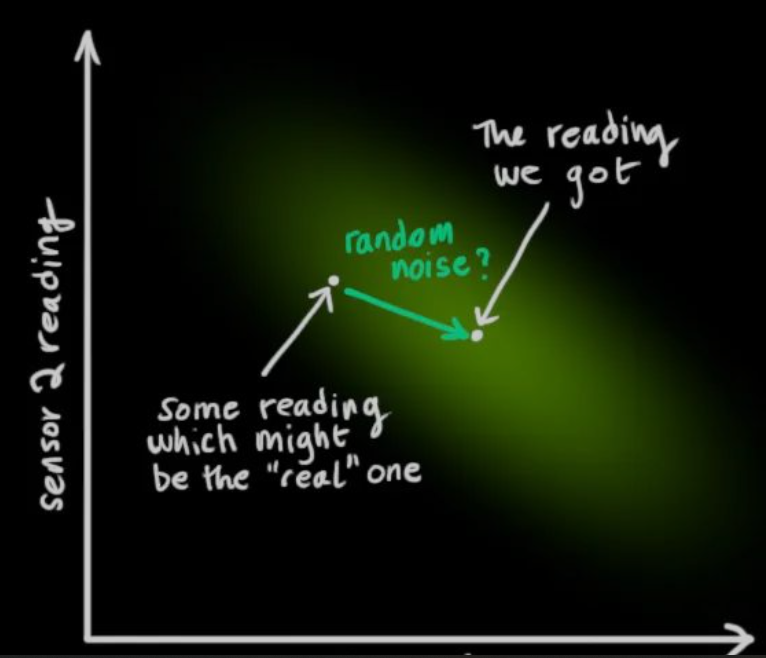 The reading
we got
random
noise?
sensor 2 reading
Some reading
which might
be the "real" one